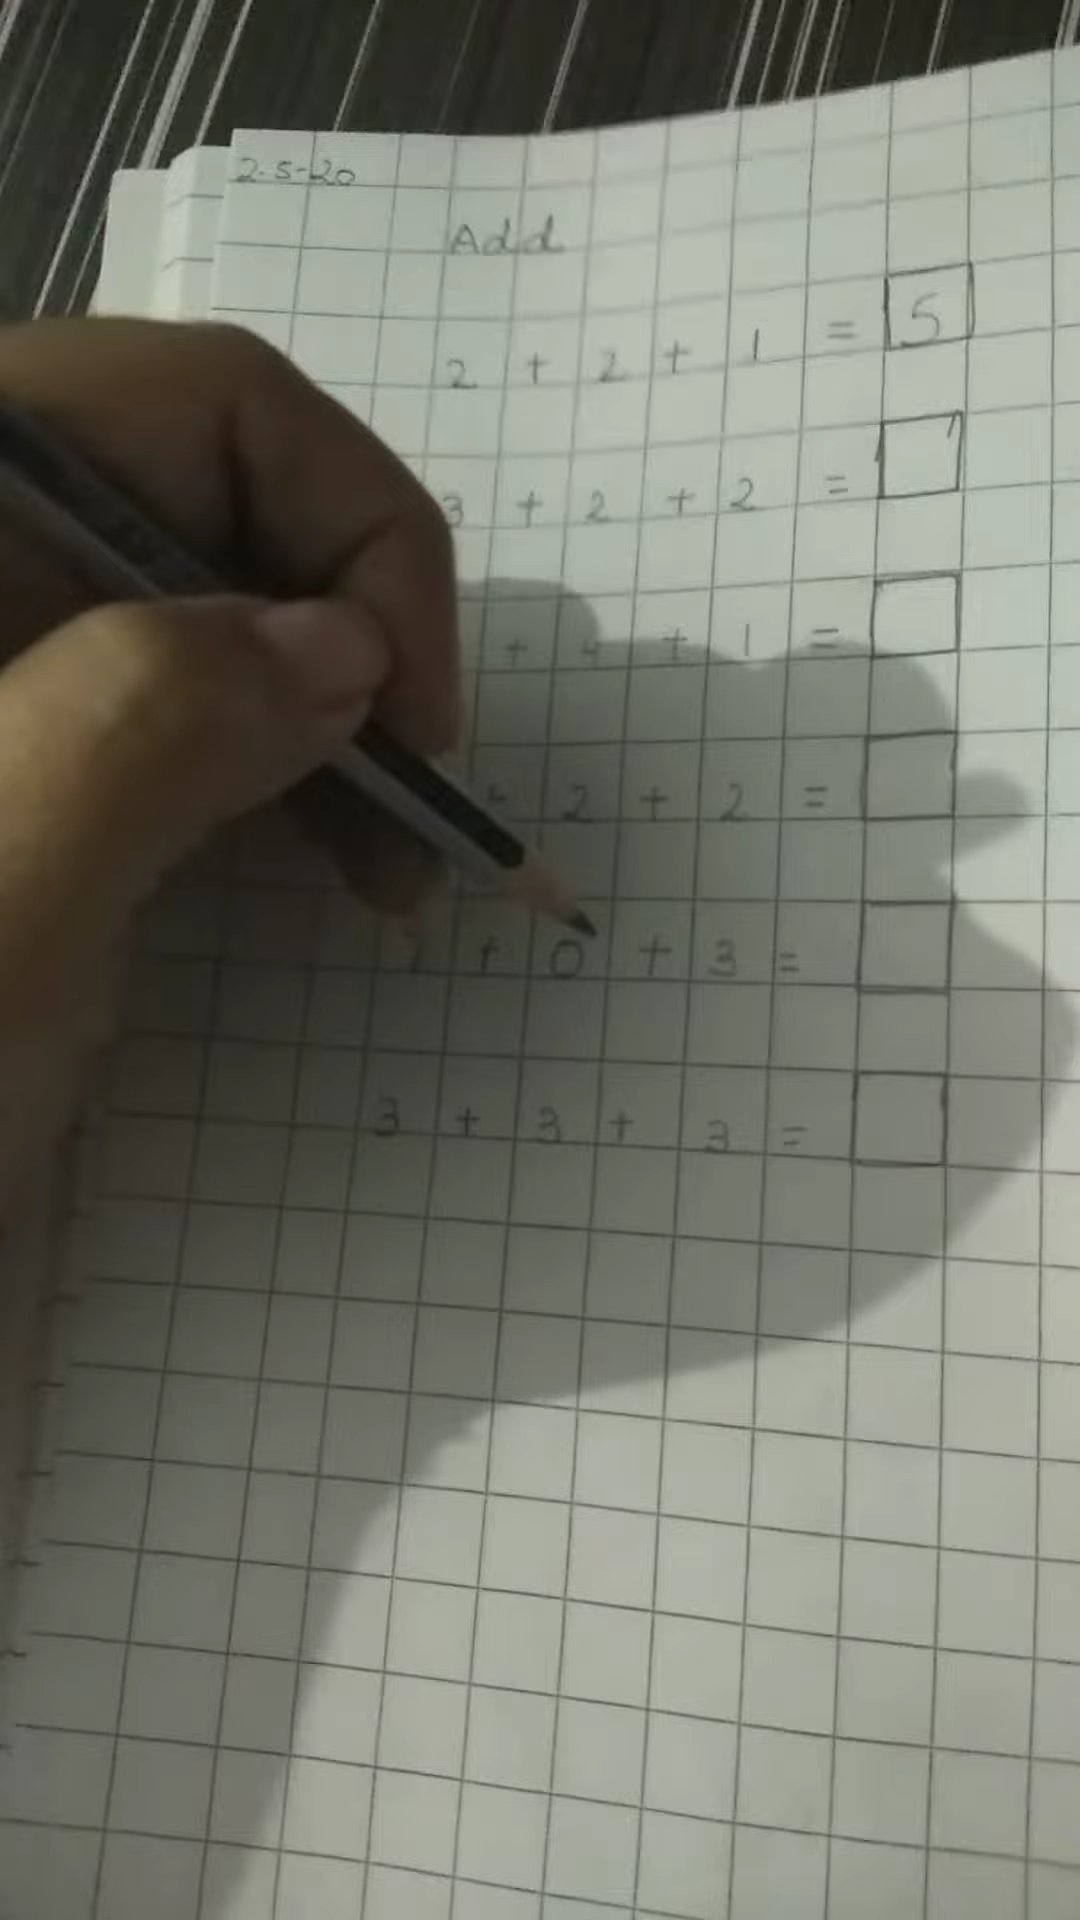 2-5-20
Add
2 + 2 + 1 = 5
3 + 2 + 2 =
+ 4 + 1 =
+ 2 + 2 =
7 + 0 + 3 =
3 + 3 + 3 =